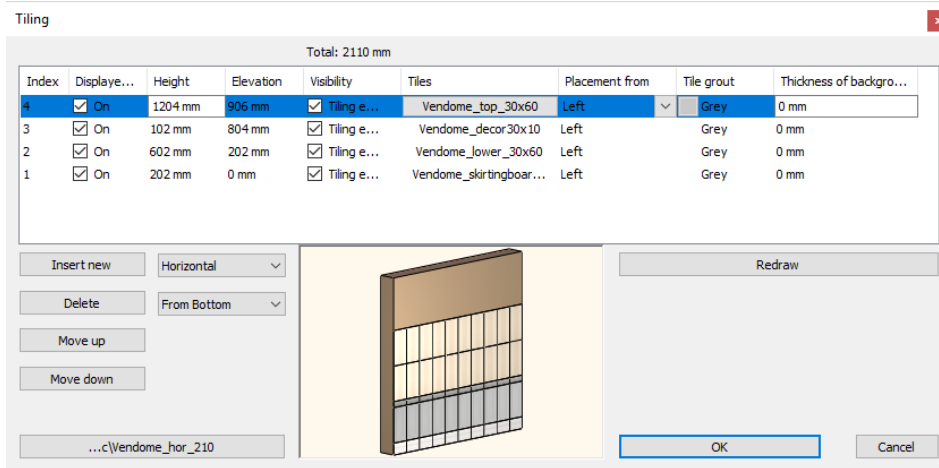 Tiling
Total: 2110 mm
Index Displaye... Height Elevation Visibility Tiles Placement from Tile grout Thickness of backgro...
4 On 1204 mm 906 mm Tiling e... Vendome_top_30x60 Left Grey 0 mm
3 On 102 mm 804 mm Tiling e... Vendome_decor30x10 Left Grey 0 mm
2 On 602 mm 202 mm Tiling e... Vendome_lower_30x60 Left Grey 0 mm
1 On 202 mm 0 mm Tiling e... Vendome_skirtingboar... Left Grey 0 mm
Insert new Horizontal Redraw
Delete From Bottom
Move up
Move down
...c\Vendome_hor_210 OK Cancel